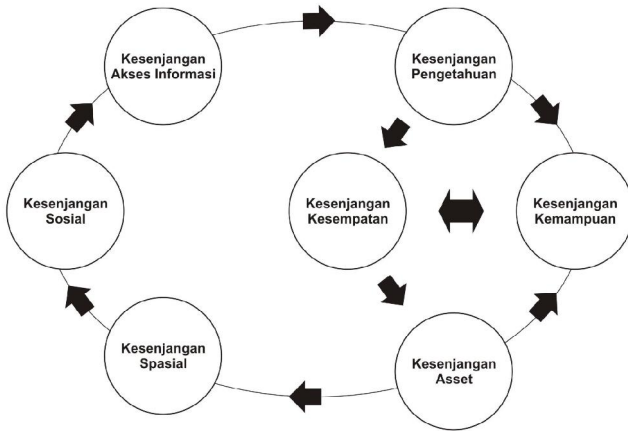 Kesenjangan
Akses Informasi
Kesenjangan
Pengetahuan
Kesenjangan
Sosial
Kesenjangan
Kesempatan
Kesenjangan
Kemampuan
Kesenjangan
Spasial
Kesenjangan
Asset